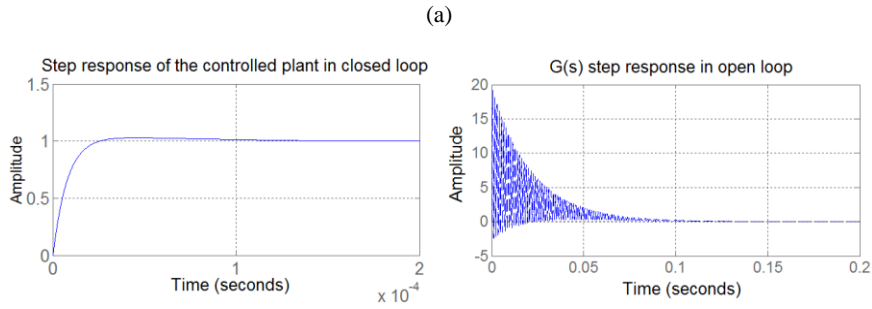 (a)
Step response of the controlled plant in closed loop
1.5
1
0.5
0
Amplitude
0
1
2
Time (seconds)
x 10^-4
G(s) step response in open loop
20
15
10
5
0
-5
Amplitude
0
0.05
0.1
0.15
0.2
Time (seconds)